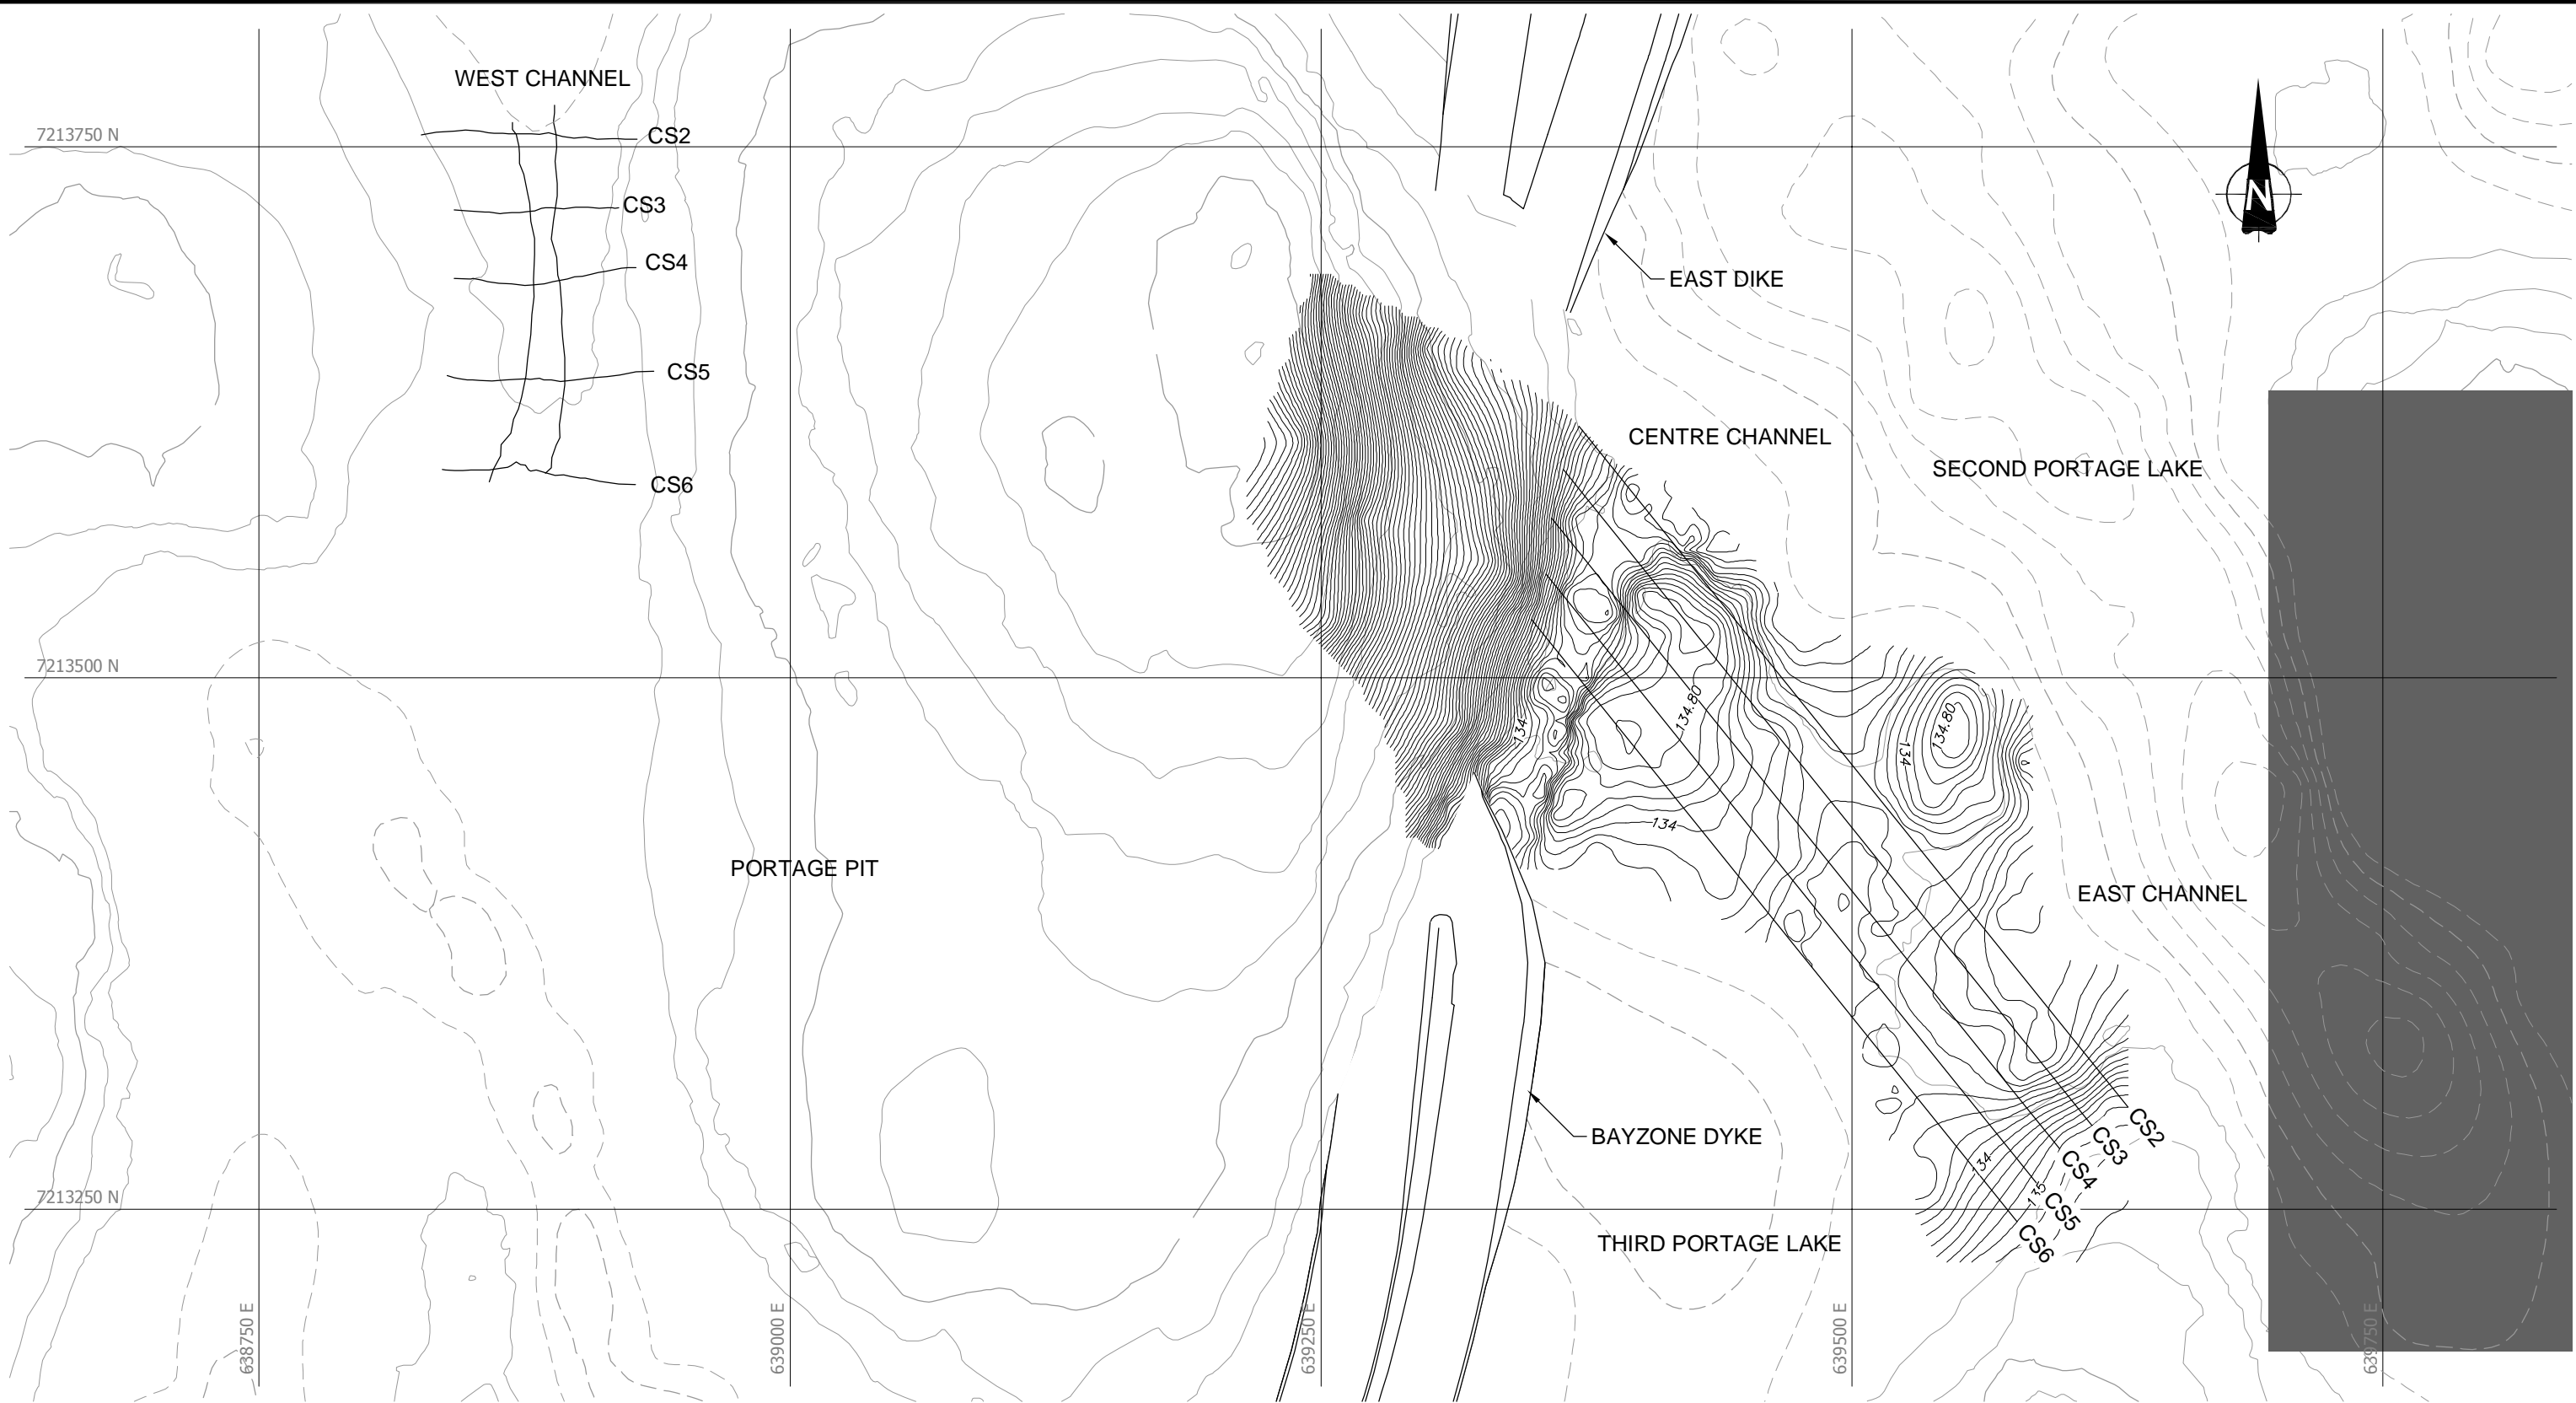 WEST CHANNEL
7213750 N
CS2
N
CS3
CS4
EAST DIKE
CS5
CENTRE CHANNEL
SECOND PORTAGE LAKE
CS6
7213500 N
134.80
134.80
134
134
134
PORTAGE PIT
EAST CHANNEL
CS2
BAYZONE DYKE
CS3
134
CS4
135
7213250 N
CS5
THIRD PORTAGE LAKE
CS6
638750 E
639000 E
639250 E
639500 E
639750 E